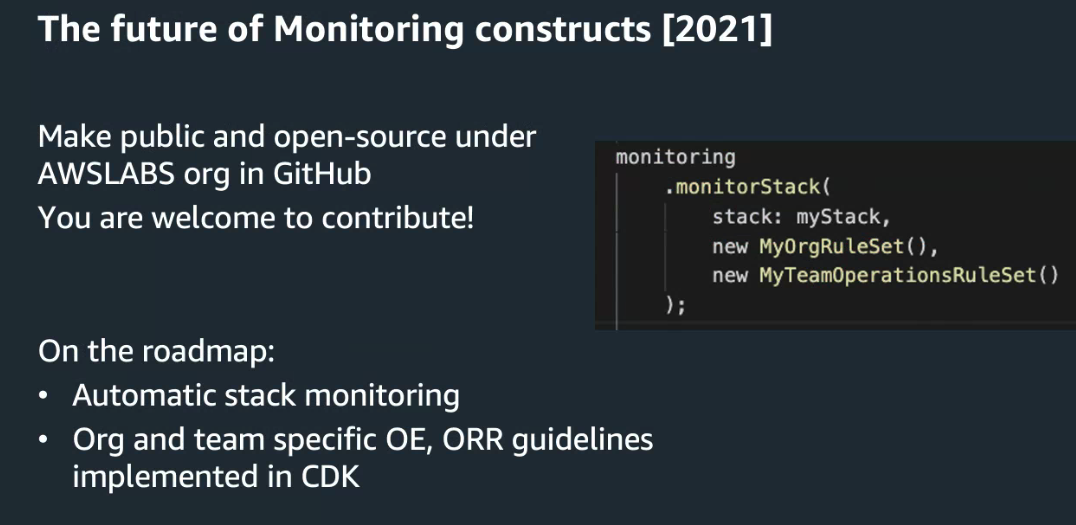 The future of Monitoring constructs [2021]
Make public and open-source under
AWSLABS org in GitHub
You are welcome to contribute!
monitoring
.monitorStack(
stack: myStack,
new MyOrgRuleSet(),
new MyTeamOperationsRuleSet()
);
On the roadmap:
• Automatic stack monitoring
• Org and team specific OE, ORR guidelines
implemented in CDK